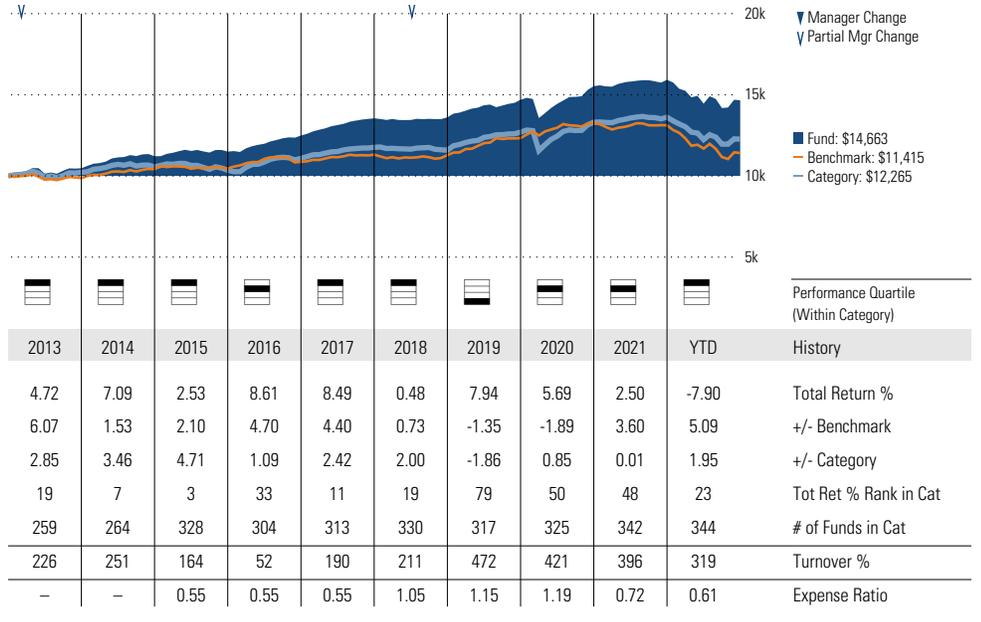 20k
Manager Change
Partial Mgr Change
15k
Fund: $14,663
Benchmark: $11,415
Category: $12,265
10k
5k
Performance Quartile
(Within Category)
2013 2014 2015 2016 2017 2018 2019 2020 2021 YTD History
4.72 7.09 2.53 8.61 8.49 0.48 7.94 5.69 2.50 -7.90 Total Return %
6.07 1.53 2.10 4.70 4.40 0.73 -1.35 -1.89 3.60 5.09 +/- Benchmark
2.85 3.46 4.71 1.09 2.42 2.00 -1.86 0.85 0.01 1.95 +/- Category
19 7 3 33 11 19 79 50 48 23 Tot Ret % Rank in Cat
259 264 328 304 313 330 317 325 342 344 # of Funds in Cat
226 251 164 52 190 211 472 421 396 319 Turnover %
– – 0.55 0.55 0.55 1.05 1.15 1.19 0.72 0.61 Expense Ratio